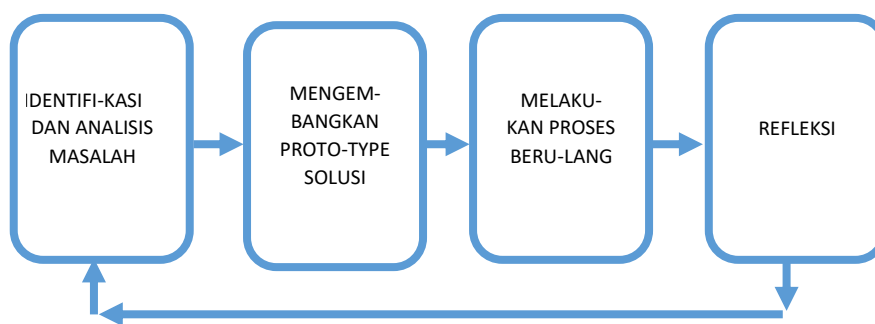 IDENTIFI-KASI
DAN ANALISIS
MASALAH
MENGEM-
BANGKAN
PROTO-TYPE
SOLUSI
MELAKU-
KAN PROSES
BERU-LANG
REFLEKSI